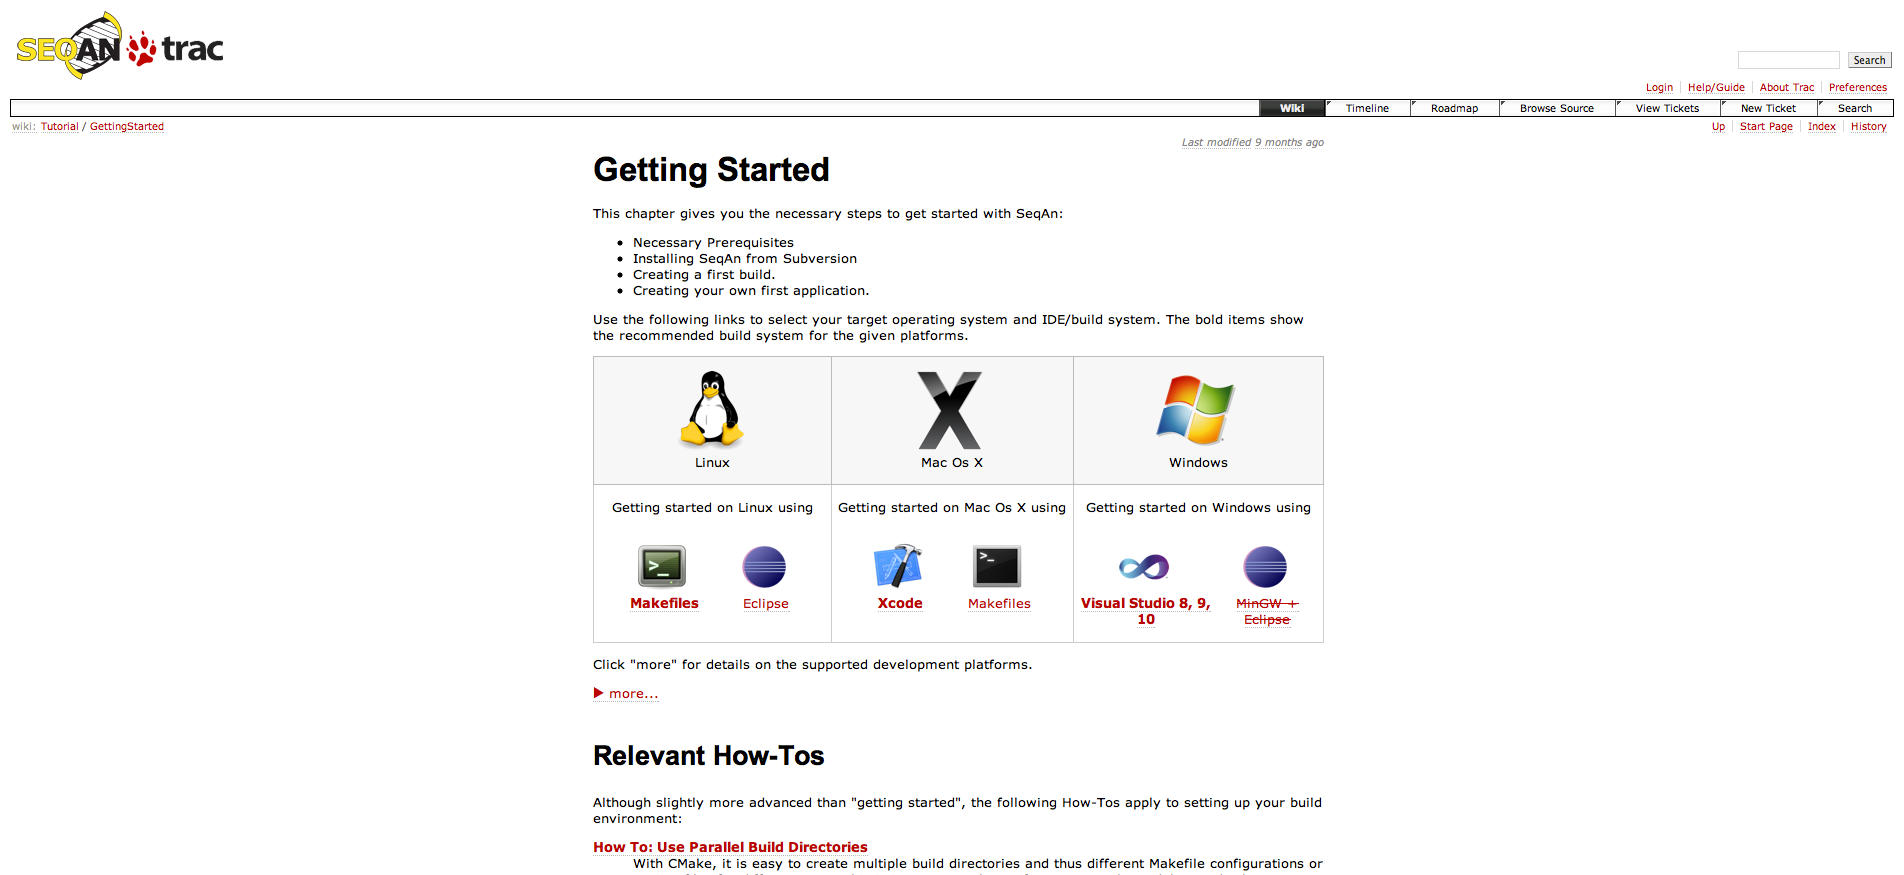 SEQAN trac
Search
Login Help/Guide About Trac Preferences
Wiki Timeline Roadmap Browse Source View Tickets New Ticket Search
wiki: Tutorial / GettingStarted
Up Start Page Index History
Last modified 9 months ago
Getting Started
This chapter gives you the necessary steps to get started with SeqAn:
• Necessary Prerequisites
• Installing SeqAn from Subversion
• Creating a first build.
• Creating your own first application.
Use the following links to select your target operating system and IDE/build system. The bold items show
the recommended build system for the given platforms.
Linux Mac Os X Windows
Getting started on Linux using Getting started on Mac Os X using Getting started on Windows using
Makefiles Eclipse Xcode Makefiles Visual Studio 8, 9, MinGW +
10 Eclipse
Click "more" for details on the supported development platforms.
more...
Relevant How-Tos
Although slightly more advanced than "getting started", the following How-Tos apply to setting up your build
environment:
How To: Use Parallel Build Directories
With CMake, it is easy to create multiple build directories and thus different Makefile configurations or